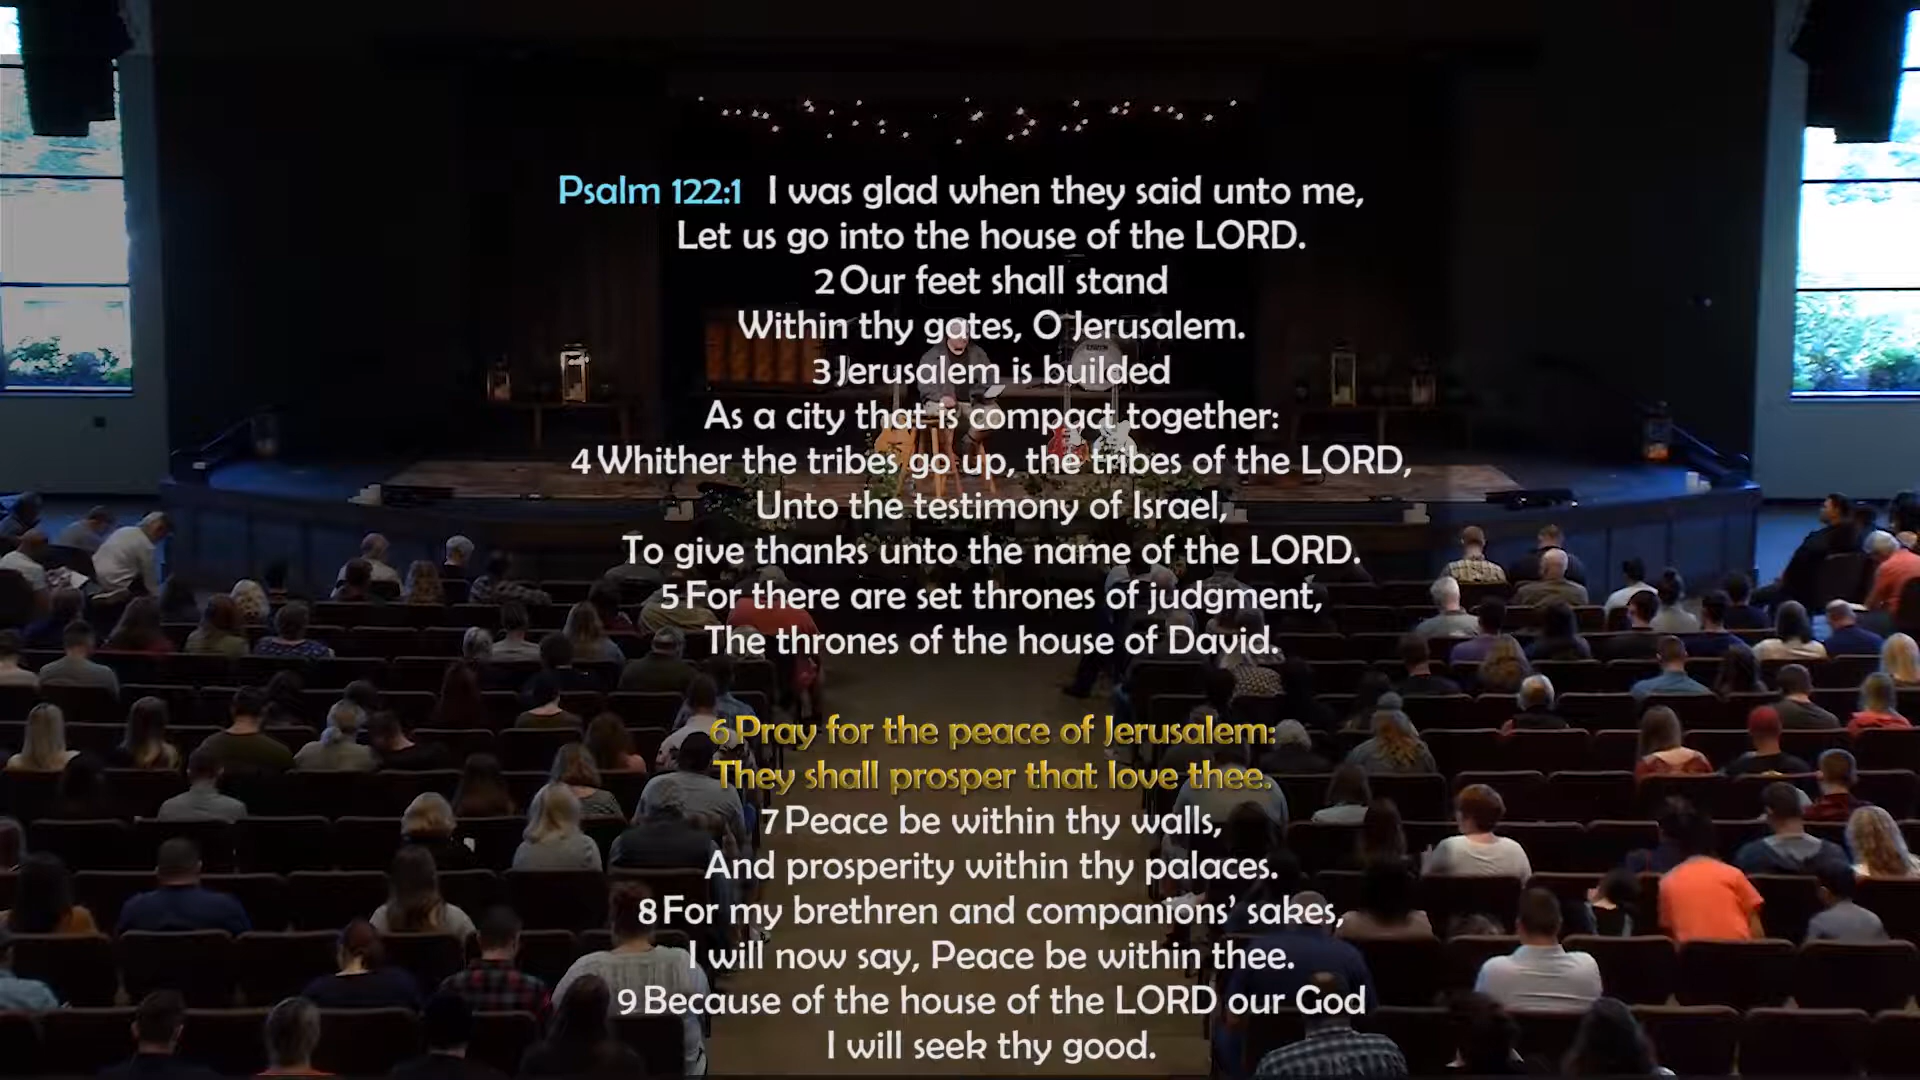 Psalm 122:1 I was glad when they said unto me,
Let us go into the house of the LORD.
2 Our feet shall stand
Within thy gates, O Jerusalem.
3 Jerusalem is builded
As a city that is compact together:
4 Whither the tribes go up, the tribes of the LORD,
Unto the testimony of Israel,
To give thanks unto the name of the LORD.
5 For there are set thrones of judgment,
The thrones of the house of David.
6 Pray for the peace of Jerusalem:
They shall prosper that love thee.
7 Peace be within thy walls,
And prosperity within thy palaces.
8 For my brethren and companions’ sakes,
I will now say, Peace be within thee.
9 Because of the house of the LORD our God
I will seek thy good.